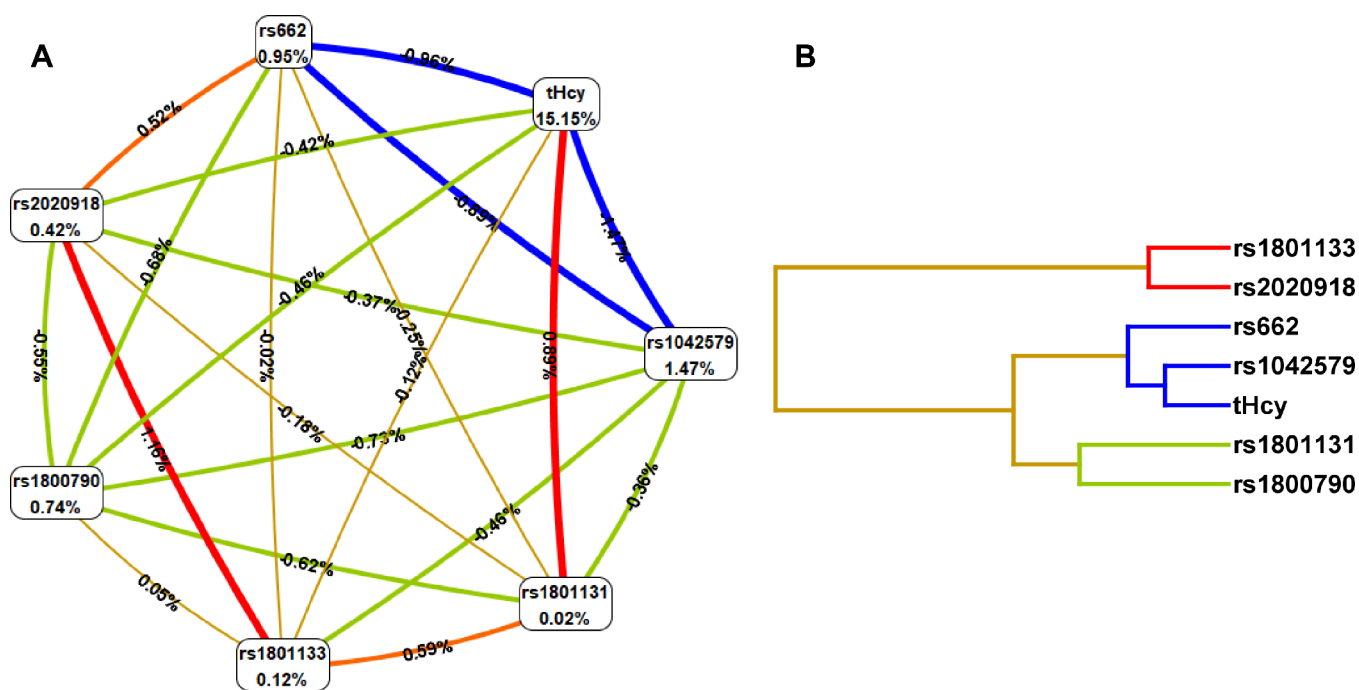 A
B
rs662
0.95%
-0.96%
tHcy
15.15%
0.52%
-0.42%
rs2020918
0.42%
-0.89%
-1.47%
-0.68%
-0.46%
-0.37%
-0.25%
-0.55%
-0.02%
-0.12%
0.89%
rs1042579
1.47%
-0.18%
1.16%
-0.73%
rs1800790
0.74%
-0.36%
-0.46%
-0.62%
0.05%
rs1801131
0.02%
rs1801133
0.12%
0.59%
rs1801133
rs2020918
rs662
rs1042579
tHcy
rs1801131
rs1800790